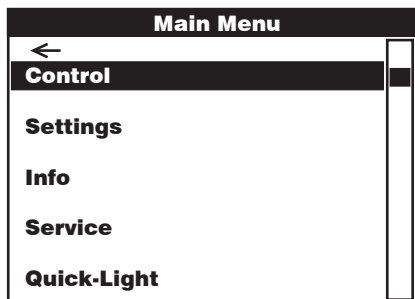 Main Menu
Control
Settings
Info
Service
Quick-Light